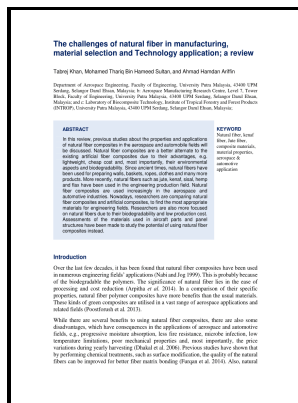 The challenges of natural fiber in manufacturing,
material selection and Technology application; a review
Tabrej Khan, Mohamed Thariq Bin Hameed Sultan, and Ahmad Hamdan Ariffin
Department of Aerospace Engineering, Faculty of Engineering, University Putra Malaysia, 43400 UPM
Serdang, Selangor Darul Ehsan, Malaysia; b: Aerospace Manufacturing Research Centre, Level 7, Tower
Block, Faculty of Engineering, University Putra Malaysia, 43400 UPM Serdang, Selangor Darul Ehsan,
Malaysia; and c: Laboratory of Biocomposite Technology, Institute of Tropical Forestry and Forest Products
(INTROP), University Putra Malaysia, 43400 UPM Serdang, Selangor Darul Ehsan, Malaysia
ABSTRACT
In this review, previous studies about the properties and applications
of natural fiber composites in the aerospace and automobile fields will
be discussed. Natural fiber composites are a better alternate to the
existing artificial fiber composites due to their advantages, e.g.,
lightweight, cheap cost and, most importantly, their environmental
aspects and biodegradability. Since ancient times, natural fibers have
been used for preparing walls, baskets, ropes, clothes and many more
products. More recently, natural fibers such as jute, kenaf, sisal, hemp
and flax have been used in the engineering production field. Natural
fiber composites are used increasingly in the aerospace and
automotive industries. Nowadays, researchers are comparing natural
fiber composites and artificial composites, to find the most appropriate
materials for engineering fields. Researchers are also more focused
on natural fibers due to their biodegradability and low production cost.
Assessments of the materials used in aircraft parts and panel
structures have been made to study the potential of using natural fiber
composites instead.
KEYWORD
Natural fiber, kenaf
fiber, jute fiber,
composite materials,
material properties,
aerospace &
automotive
application
Introduction
Over the last few decades, it has been found that natural fiber composites have been used
in numerous engineering fields' applications (Nabi and Jog 1999). This is probably because
of the biodegradable the polymers. The significance of natural fiber lies in the ease of
processing and cost reduction (Arpitha et al. 2014). In a comparison of their specific
properties, natural fiber polymer composites have more benefits than the usual materials.
These kinds of green composites are utilised in a vast range of aerospace applications and
related fields (Poostforush et al. 2013).
While there are several benefits to using natural fiber composites, there are also some
disadvantages, which have consequences in the applications of aerospace and automotive
fields, e.g., progressive moisture absorption, less fire resistance, microbe infection, low
temperature limitations, poor mechanical properties and, most importantly, the price
variations during yearly harvesting (Dhakal et al. 2006). Previous studies have shown that
by performing chemical treatments, such as surface modification, the quality of the natural
fibers can be improved for better fiber matrix bonding (Furqan et al. 2014). Also, natural